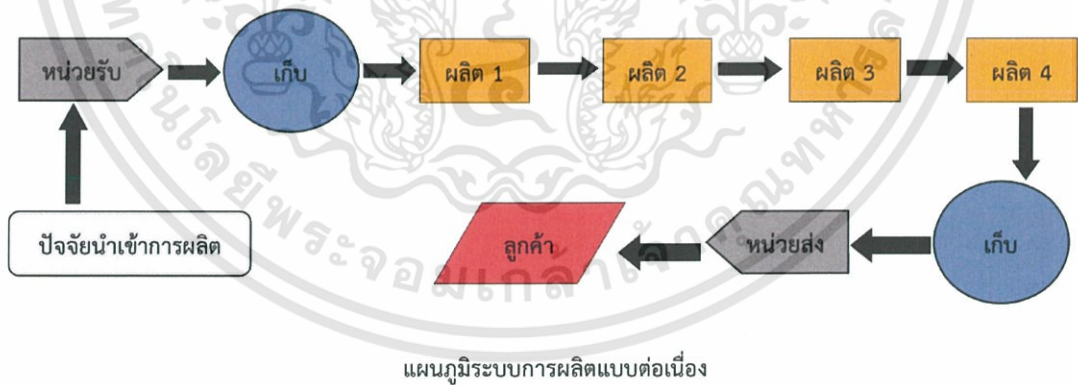 หน่วยรับ
เก็บ
ผลิต 1
ผลิต 2
ผลิต 3
ผลิต 4
ปัจจัยนำเข้าการผลิต
ลูกค้า
หน่วยส่ง
เก็บ
แผนภูมิระบบการผลิตแบบต่อเนื่อง